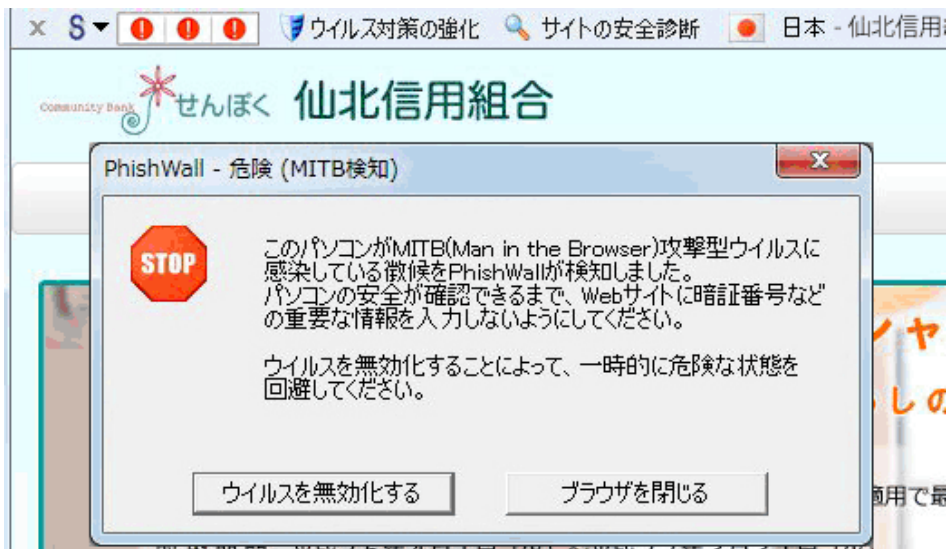 x S ウイルス対策の強化 サイトの安全診断 日本 - 仙北信用
Community Bank せんぼく 仙北信用組合
PhishWall - 危険 (MITB検知)
STOP
このパソコンがMITB(Man in the Browser)攻撃型ウイルスに
感染している徴候をPhishWallが検知しました。
パソコンの安全が確認できるまで、Webサイトに暗証番号など
の重要な情報を入力しないようにしてください。
ウイルスを無効化することによって、一時的に危険な状態を
回避してください。
ャ
しの
ウイルスを無効化する ブラウザを閉じる
適用で最